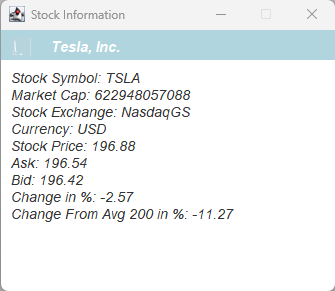 Stock Information
Tesla, Inc.
Stock Symbol: TSLA
Market Cap: 622948057088
Stock Exchange: NasdaqGS
Currency: USD
Stock Price: 196.88
Ask: 196.54
Bid: 196.42
Change in %: -2.57
Change From Avg 200 in %: -11.27